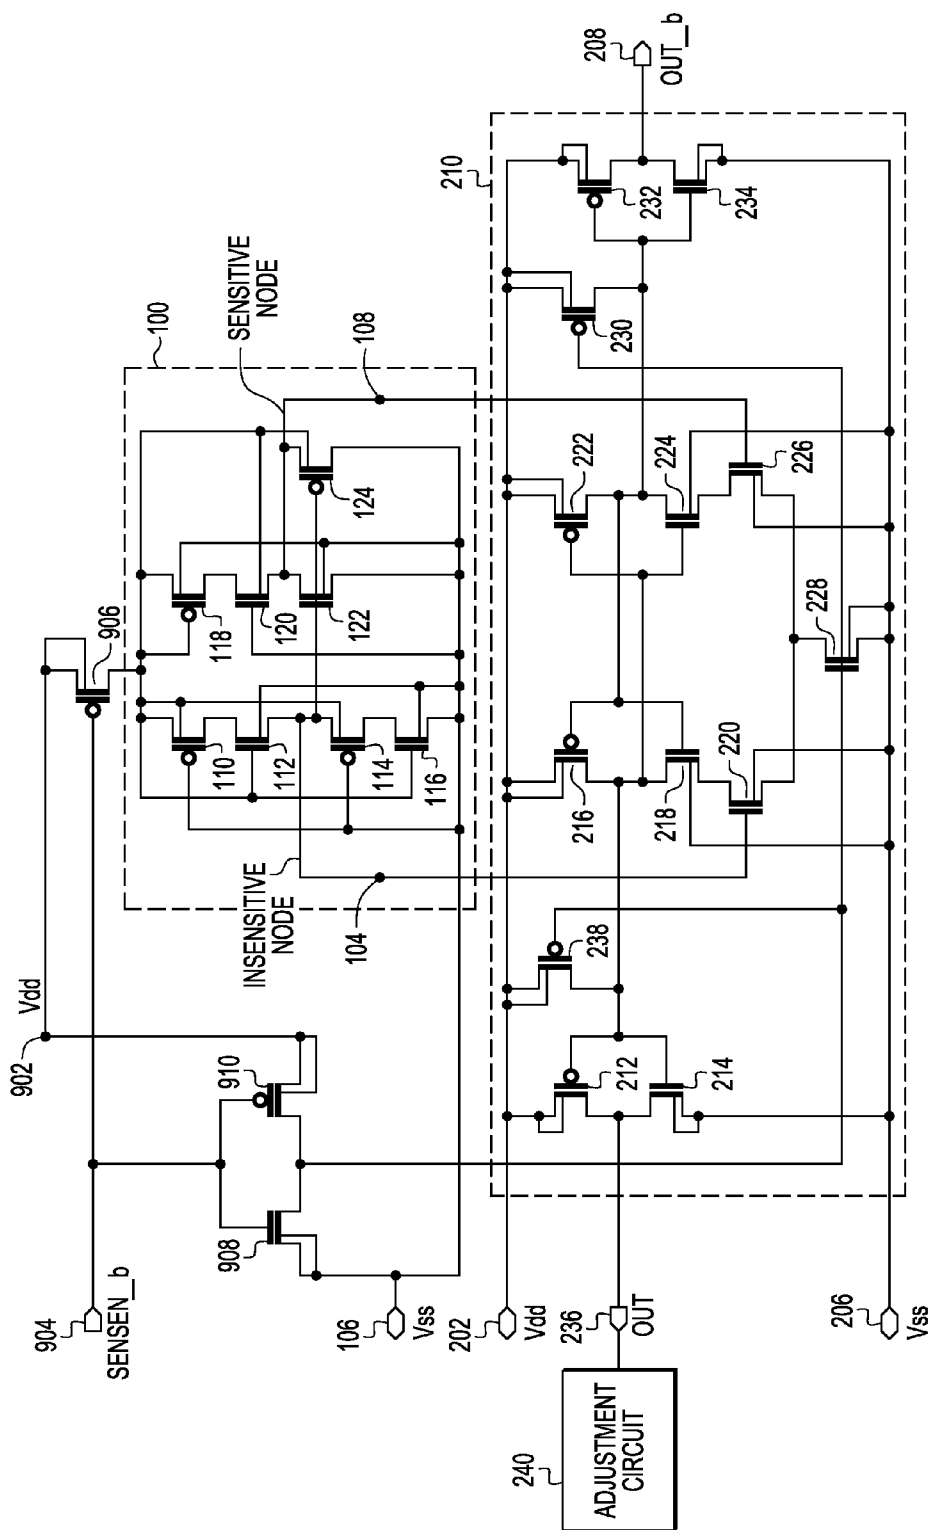 902
Vdd
904
SENSEN_b
906
908
910
106
Vss
100
SENSITIVE
NODE
INSENSITIVE
NODE
104
108
110
112
114
116
118
120
122
124
202
Vdd
206
Vss
208
OUT_b
210
212
214
216
218
220
222
224
226
228
230
232
234
236
OUT
238
240
ADJUSTMENT
CIRCUIT